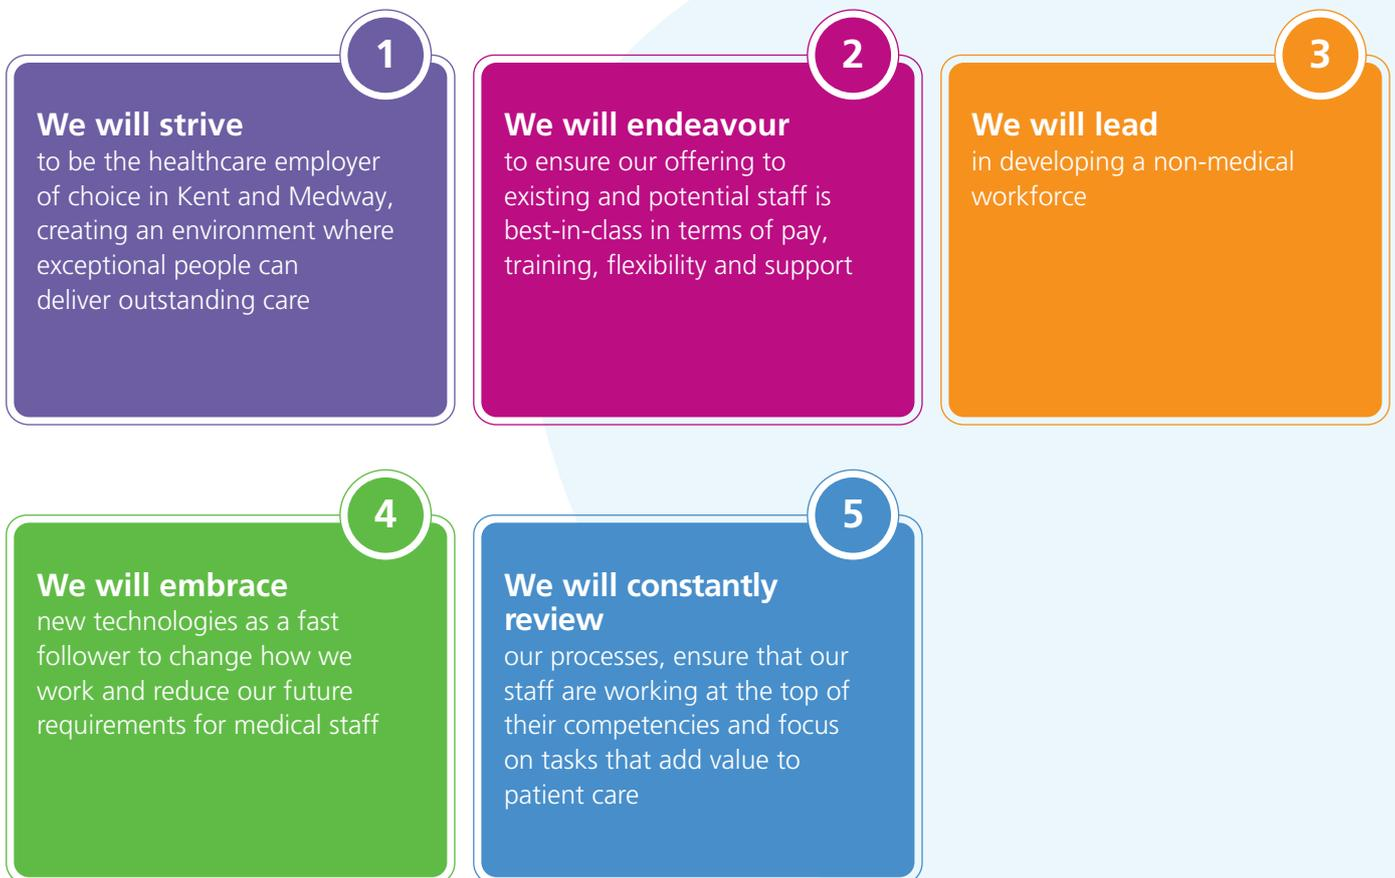 1
We will strive
to be the healthcare employer
of choice in Kent and Medway,
creating an environment where
exceptional people can
deliver outstanding care
2
We will endeavour
to ensure our offering to
existing and potential staff is
best-in-class in terms of pay,
training, flexibility and support
3
We will lead
in developing a non-medical
workforce
4
We will embrace
new technologies as a fast
follower to change how we
work and reduce our future
requirements for medical staff
5
We will constantly
review
our processes, ensure that our
staff are working at the top of
their competencies and focus
on tasks that add value to
patient care